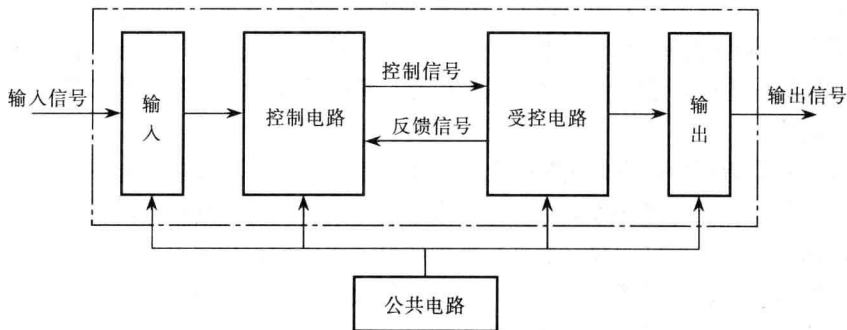 输入信号
输入
控制电路
控制信号
反馈信号
受控电路
输出
输出信号
公共电路